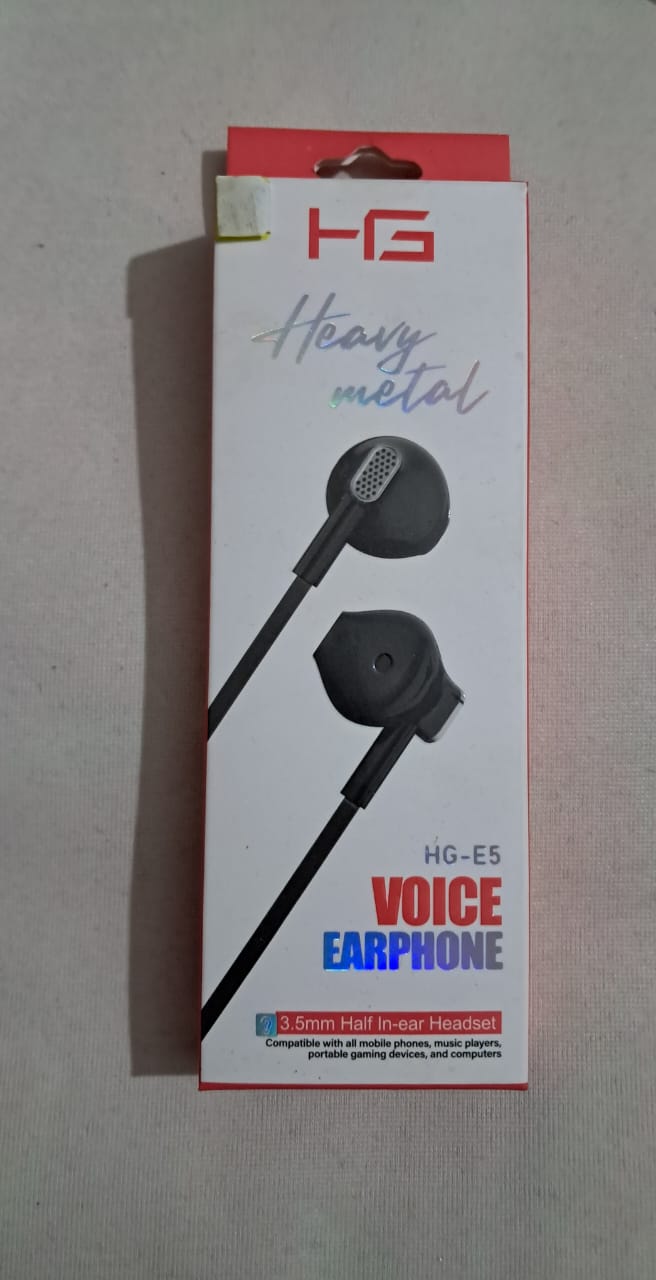 HG
Heavy
metal
HG-E5
VOICE
EARPHONE
3.5mm Half In-ear Headset
Compatible with all mobile phones, music players,
portable gaming devices, and computers